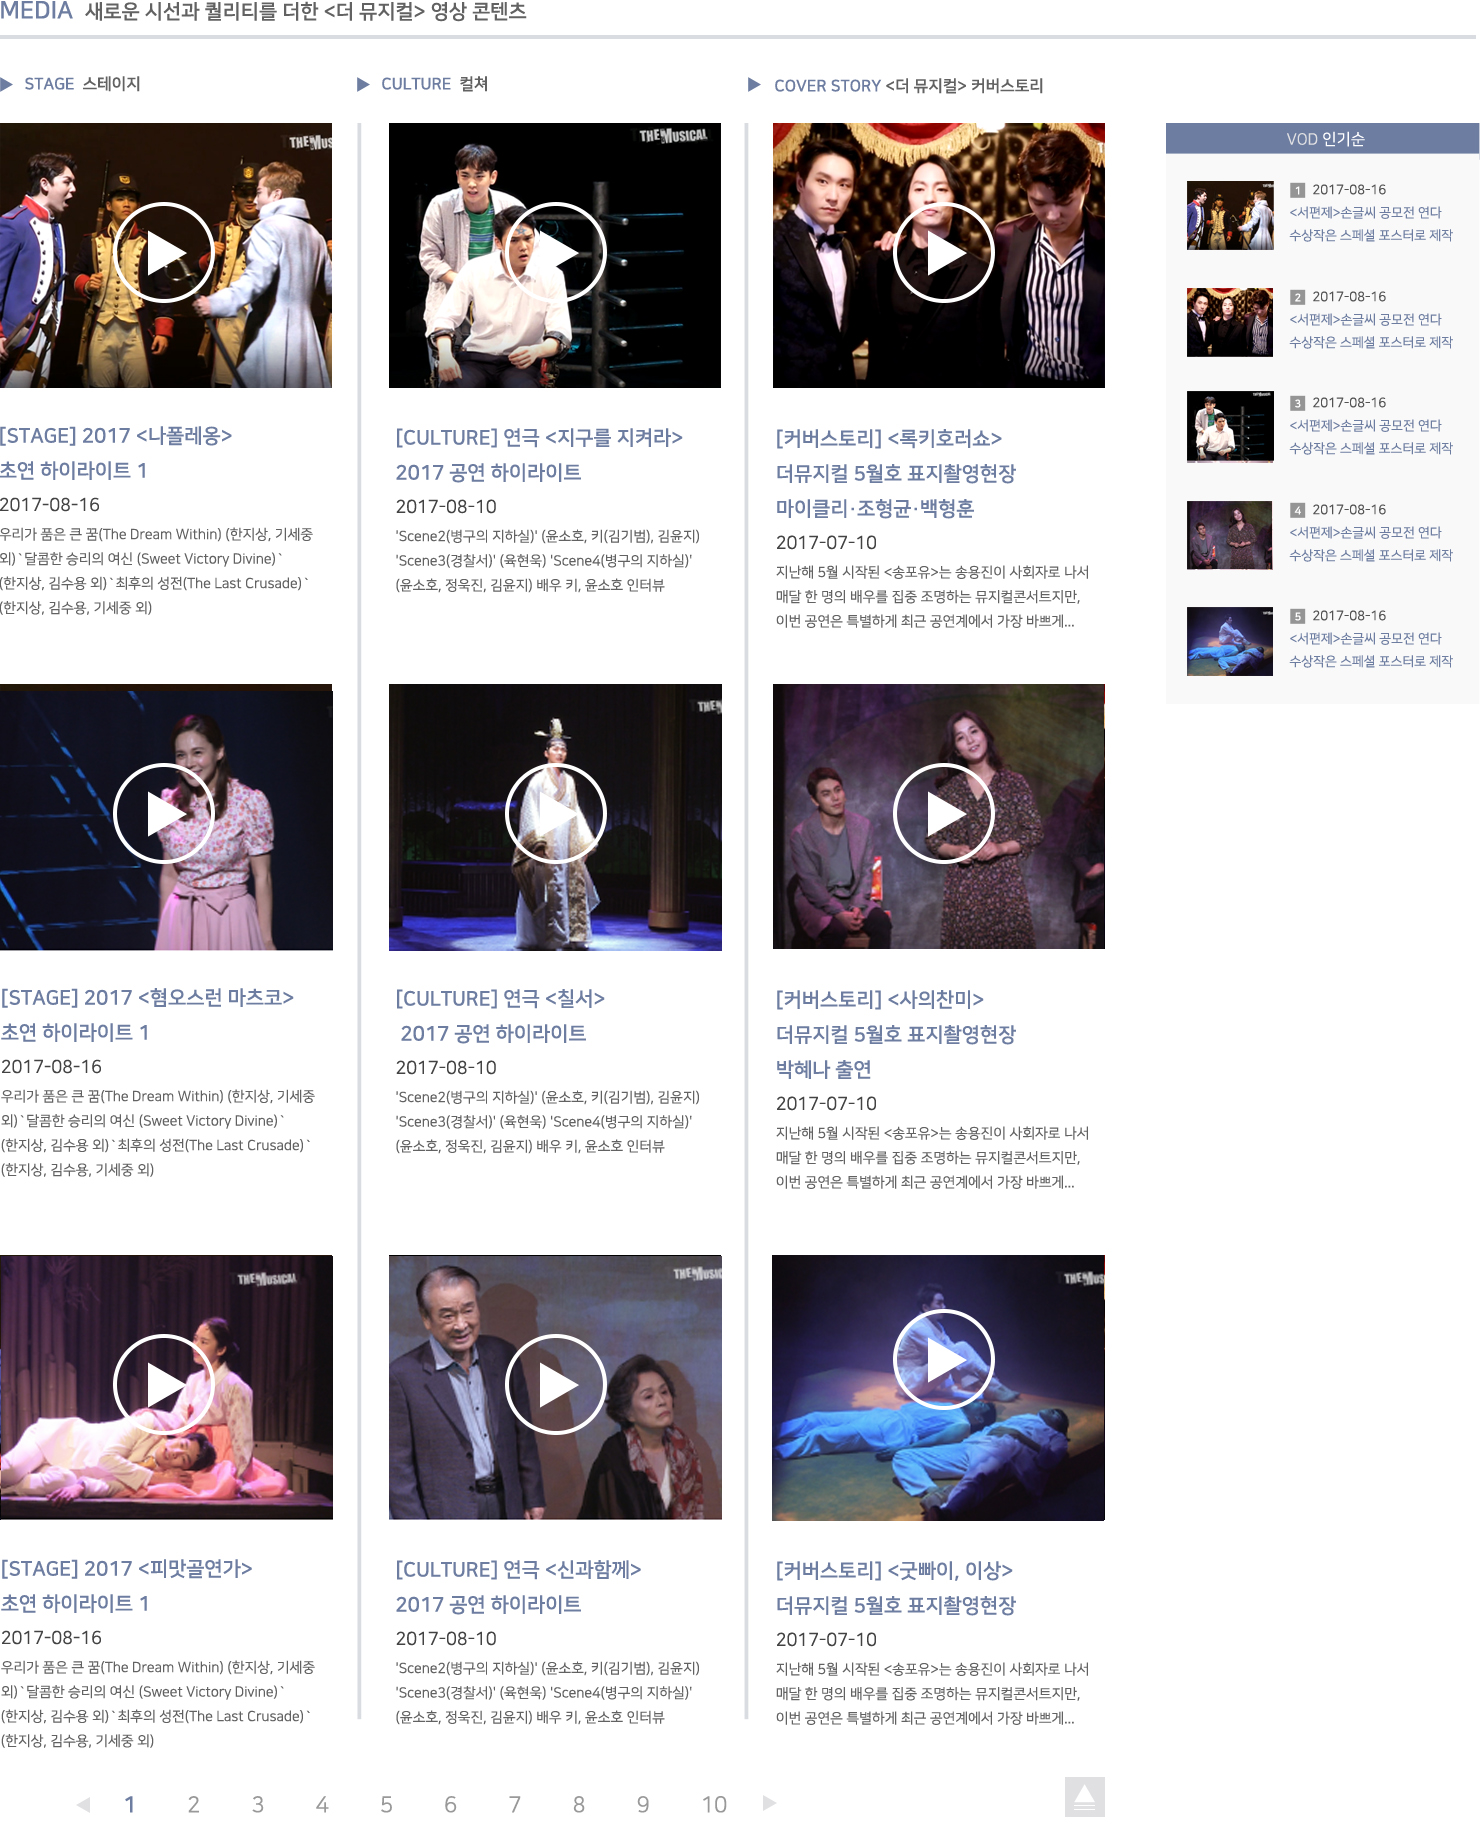 MEDIA 새로운 시선과 퀄리티를 더한 <더 뮤지컬> 영상 콘텐츠
STAGE 스테이지
THE MUS
[STAGE] 2017 <나폴레옹>
초연 하이라이트 1
2017-08-16
우리가 품은 큰 꿈(The Dream Within) (한지상, 기세중
외)`달콤한 승리의 여신 (Sweet Victory Divine)`
(한지상, 김수용 외)`최후의 성전(The Last Crusade)`
(한지상, 김수용, 기세중 외)
[STAGE] 2017 <혐오스런 마츠코>
초연 하이라이트 1
2017-08-16
우리가 품은 큰 꿈(The Dream Within) (한지상, 기세중
외)`달콤한 승리의 여신 (Sweet Victory Divine)`
(한지상, 김수용 외)`최후의 성전(The Last Crusade)`
(한지상, 김수용, 기세중 외)
THE MUSICAL
[STAGE] 2017 <피맛골연가>
초연 하이라이트 1
2017-08-16
우리가 품은 큰 꿈(The Dream Within) (한지상, 기세중
외)`달콤한 승리의 여신 (Sweet Victory Divine)`
(한지상, 김수용 외)`최후의 성전(The Last Crusade)`
(한지상, 김수용, 기세중 외)
CULTURE 컬쳐
THE MUSICAL
[CULTURE] 연극 <지구를 지켜라>
2017 공연 하이라이트
2017-08-10
'Scene2(병구의 지하실)' (윤소호, 키(김기범), 김윤지)
'Scene3(경찰서)' (육현욱) 'Scene4(병구의 지하실)'
(윤소호, 정욱진, 김윤지) 배우 키, 윤소호 인터뷰
THE M
[CULTURE] 연극 <칠서>
2017 공연 하이라이트
2017-08-10
'Scene2(병구의 지하실)' (윤소호, 키(김기범), 김윤지)
'Scene3(경찰서)' (육현욱) 'Scene4(병구의 지하실)'
(윤소호, 정욱진, 김윤지) 배우 키, 윤소호 인터뷰
THE MUSIC
[CULTURE] 연극 <신과함께>
2017 공연 하이라이트
2017-08-10
'Scene2(병구의 지하실)' (윤소호, 키(김기범), 김윤지)
'Scene3(경찰서)' (육현욱) 'Scene4(병구의 지하실)'
(윤소호, 정욱진, 김윤지) 배우 키, 윤소호 인터뷰
COVER STORY <더 뮤지컬> 커버스토리
[커버스토리] <록키호러쇼>
더뮤지컬 5월호 표지촬영현장
마이클리·조형균·백형훈
2017-07-10
지난해 5월 시작된 <송포유>는 송용진이 사회자로 나서
매달 한 명의 배우를 집중 조명하는 뮤지컬콘서트지만,
이번 공연은 특별하게 최근 공연계에서 가장 바쁘게...
[커버스토리] <사의찬미>
더뮤지컬 5월호 표지촬영현장
박혜나 출연
2017-07-10
지난해 5월 시작된 <송포유>는 송용진이 사회자로 나서
매달 한 명의 배우를 집중 조명하는 뮤지컬콘서트지만,
이번 공연은 특별하게 최근 공연계에서 가장 바쁘게...
THE MUS
[커버스토리] <굿빠이, 이상>
더뮤지컬 5월호 표지촬영현장
2017-07-10
지난해 5월 시작된 <송포유>는 송용진이 사회자로 나서
매달 한 명의 배우를 집중 조명하는 뮤지컬콘서트지만,
이번 공연은 특별하게 최근 공연계에서 가장 바쁘게...
VOD 인기순
1 2017-08-16
<서편제>손글씨 공모전 연다
수상작은 스페셜 포스터로 제작
2 2017-08-16
<서편제>손글씨 공모전 연다
수상작은 스페셜 포스터로 제작
3 2017-08-16
<서편제>손글씨 공모전 연다
수상작은 스페셜 포스터로 제작
4 2017-08-16
<서편제>손글씨 공모전 연다
수상작은 스페셜 포스터로 제작
5 2017-08-16
<서편제>손글씨 공모전 연다
수상작은 스페셜 포스터로 제작
1 2 3 4 5 6 7 8 9 10